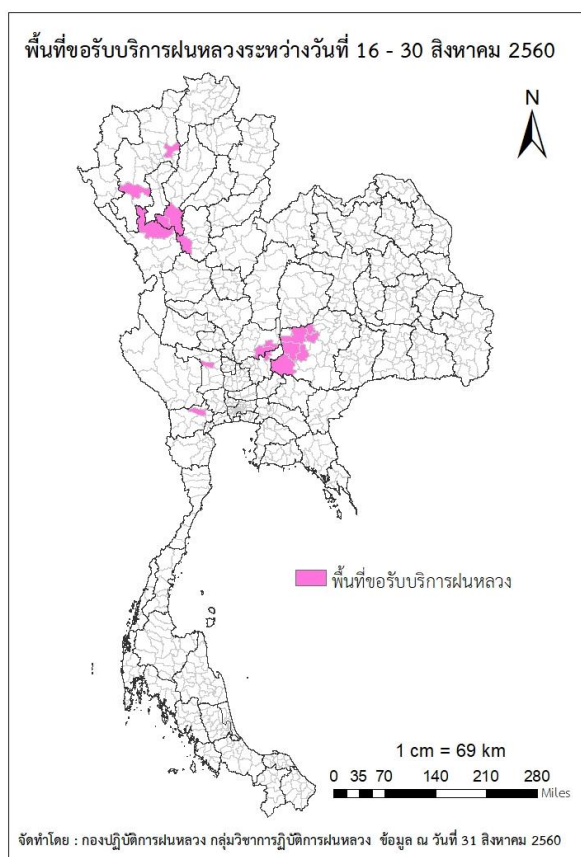 พื้นที่ขอรับบริการฝนหลวงระหว่างวันที่ 16 - 30 สิงหาคม 2560
N
พื้นที่ขอรับบริการฝนหลวง
1 cm = 69 km
0 35 70 140 210 280
Miles
จัดทำโดย : กองปฏิบัติการฝนหลวง กลุ่มวิชาการฏิบัติการฝนหลวง ข้อมูล ณ วันที่ 31 สิงหาคม 2560